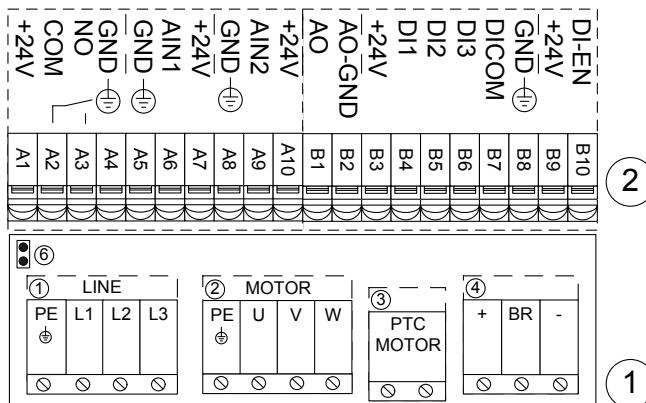 +24V COM NO GND GND AIN1 +24V GND AIN2 +24V AO AO-GND +24V DI1 DI2 DI3 DICOM GND +24V DI-EN
A1 A2 A3 A4 A5 A6 A7 A8 A9 A10 B1 B2 B3 B4 B5 B6 B7 B8 B9 B10
2
6
1 LINE 2 MOTOR 3 4
PE L1 L2 L3 PE U V W PTC MOTOR + BR -
1